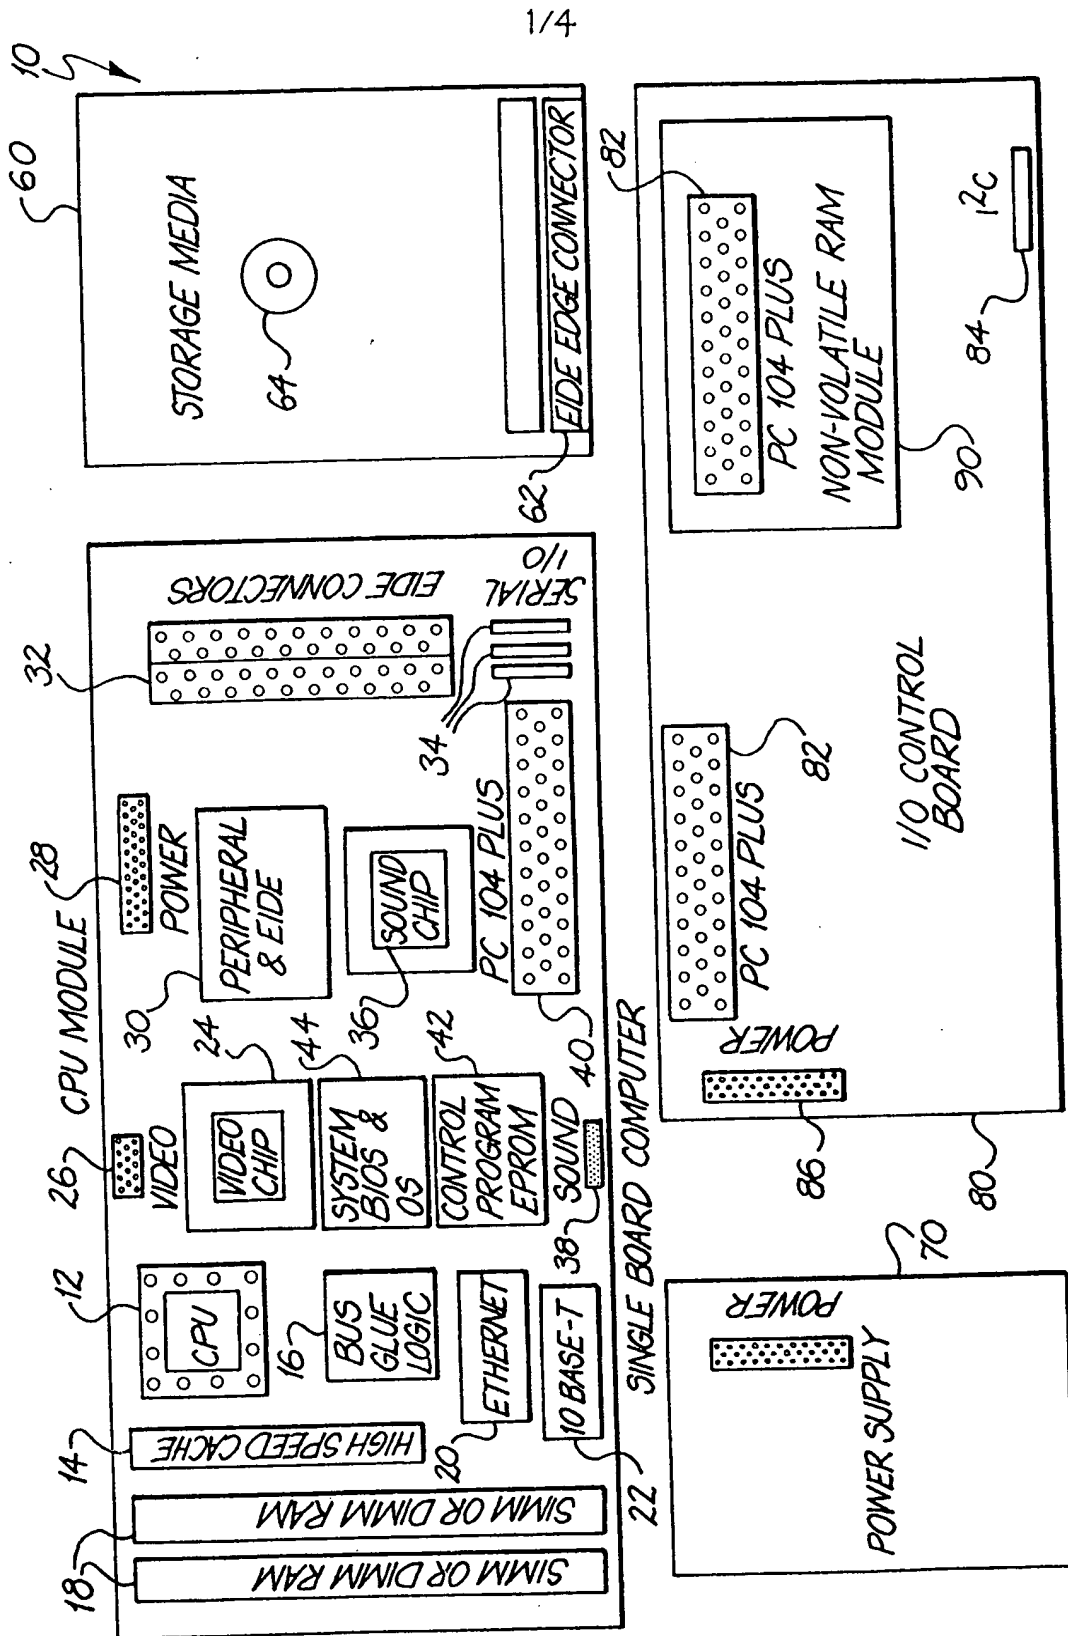 1/4
10
CPU MODULE
18
SIMM OR DIMM RAM
SIMM OR DIMM RAM
14
HIGH SPEED CACHE
12
CPU
16
BUS
GLUE
LOGIC
20
ETHERNET
22
10 BASE-T
26
VIDEO
24
VIDEO
CHIP
44
SYSTEM
BIOS &
OS
42
CONTROL
PROGRAM
EPROM
38
SOUND
28
POWER
30
PERIPHERAL
& EIDE
36
SOUND
CHIP
PC 104 PLUS
40
32
EIDE CONNECTORS
34
SERIAL
I/O
SINGLE BOARD COMPUTER
60
STORAGE MEDIA
64
62
EIDE EDGE CONNECTOR
70
POWER
POWER SUPPLY
80
86
POWER
PC 104 PLUS
82
I/O CONTROL
BOARD
82
PC 104 PLUS
NON-VOLATILE RAM
MODULE
90
84
I2C